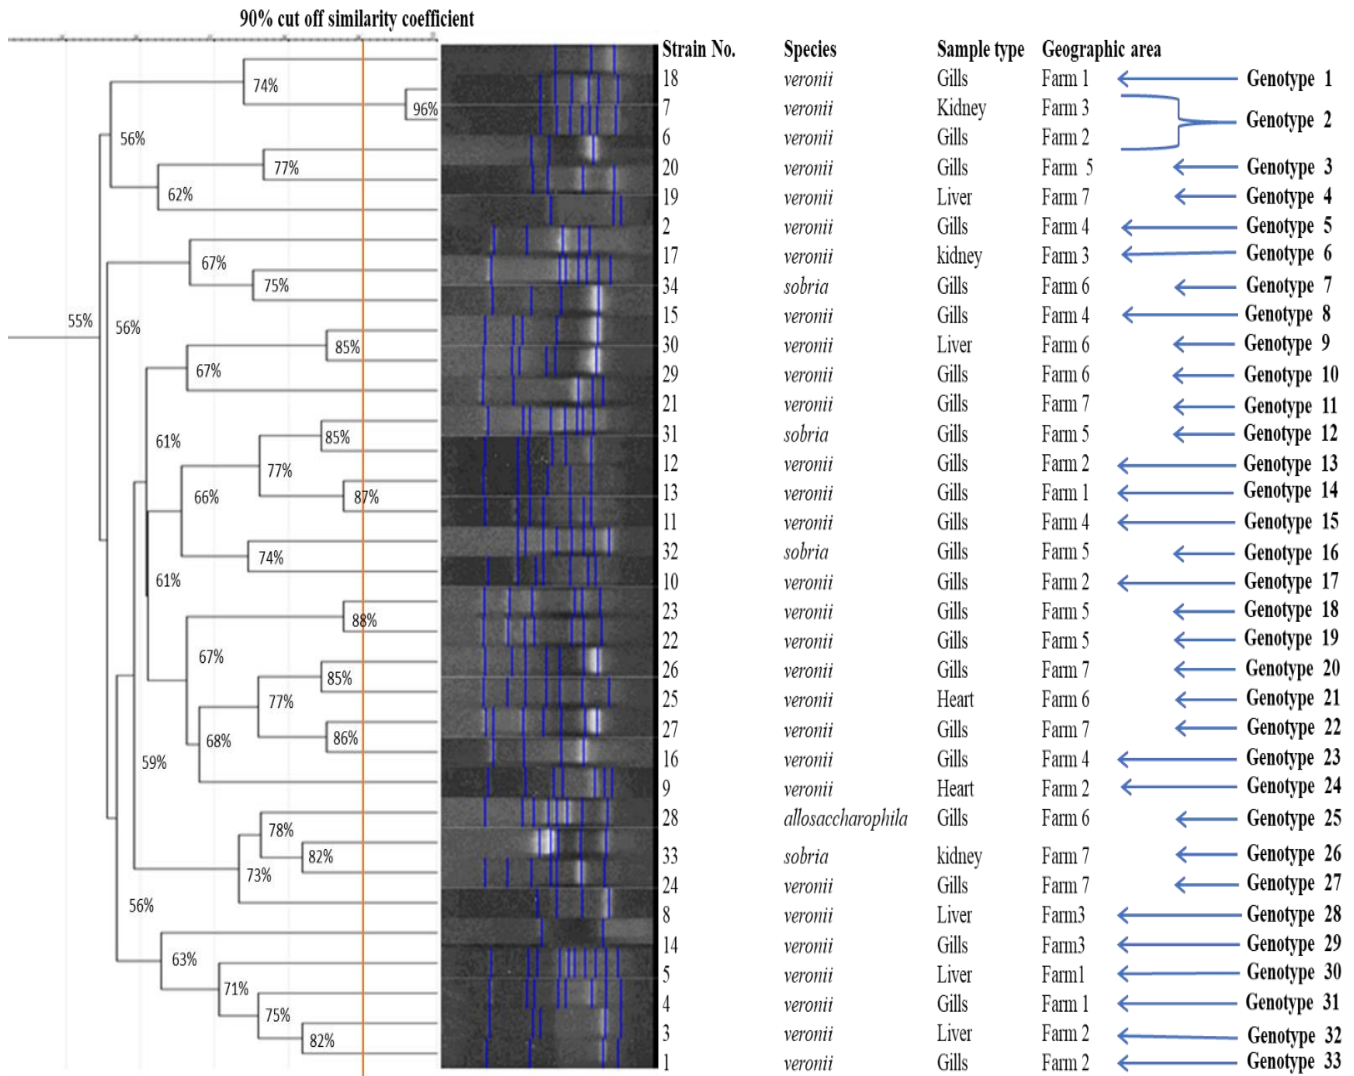 90% cut off similarity coefficient
Strain No. Species Sample type Geographic area
18 veronii Gills Farm 1 Genotype 1
7 veronii Kidney Farm 3
Genotype 2
6 veronii Gills Farm 2
20 veronii Gills Farm 5 Genotype 3
19 veronii Liver Farm 7 Genotype 4
2 veronii Gills Farm 4 Genotype 5
17 veronii kidney Farm 3 Genotype 6
34 sobria Gills Farm 6 Genotype 7
15 veronii Gills Farm 4 Genotype 8
30 veronii Liver Farm 6 Genotype 9
29 veronii Gills Farm 6 Genotype 10
21 veronii Gills Farm 7 Genotype 11
31 sobria Gills Farm 5 Genotype 12
12 veronii Gills Farm 2 Genotype 13
13 veronii Gills Farm 1 Genotype 14
11 veronii Gills Farm 4 Genotype 15
32 sobria Gills Farm 5 Genotype 16
10 veronii Gills Farm 2 Genotype 17
23 veronii Gills Farm 5 Genotype 18
22 veronii Gills Farm 5 Genotype 19
26 veronii Gills Farm 7 Genotype 20
25 veronii Heart Farm 6 Genotype 21
27 veronii Gills Farm 7 Genotype 22
16 veronii Gills Farm 4 Genotype 23
9 veronii Heart Farm 2 Genotype 24
28 allosaccharophila Gills Farm 6 Genotype 25
33 sobria kidney Farm 7 Genotype 26
24 veronii Gills Farm 7 Genotype 27
8 veronii Liver Farm3 Genotype 28
14 veronii Gills Farm3 Genotype 29
5 veronii Liver Farm1 Genotype 30
4 veronii Gills Farm 1 Genotype 31
3 veronii Liver Farm 2 Genotype 32
1 veronii Gills Farm 2 Genotype 33
74%
96%
56%
77%
62%
67%
75%
55%
56%
85%
67%
61%
85%
77%
66%
87%
74%
61%
88%
67%
85%
77%
68%
86%
59%
78%
82%
73%
56%
63%
71%
75%
82%